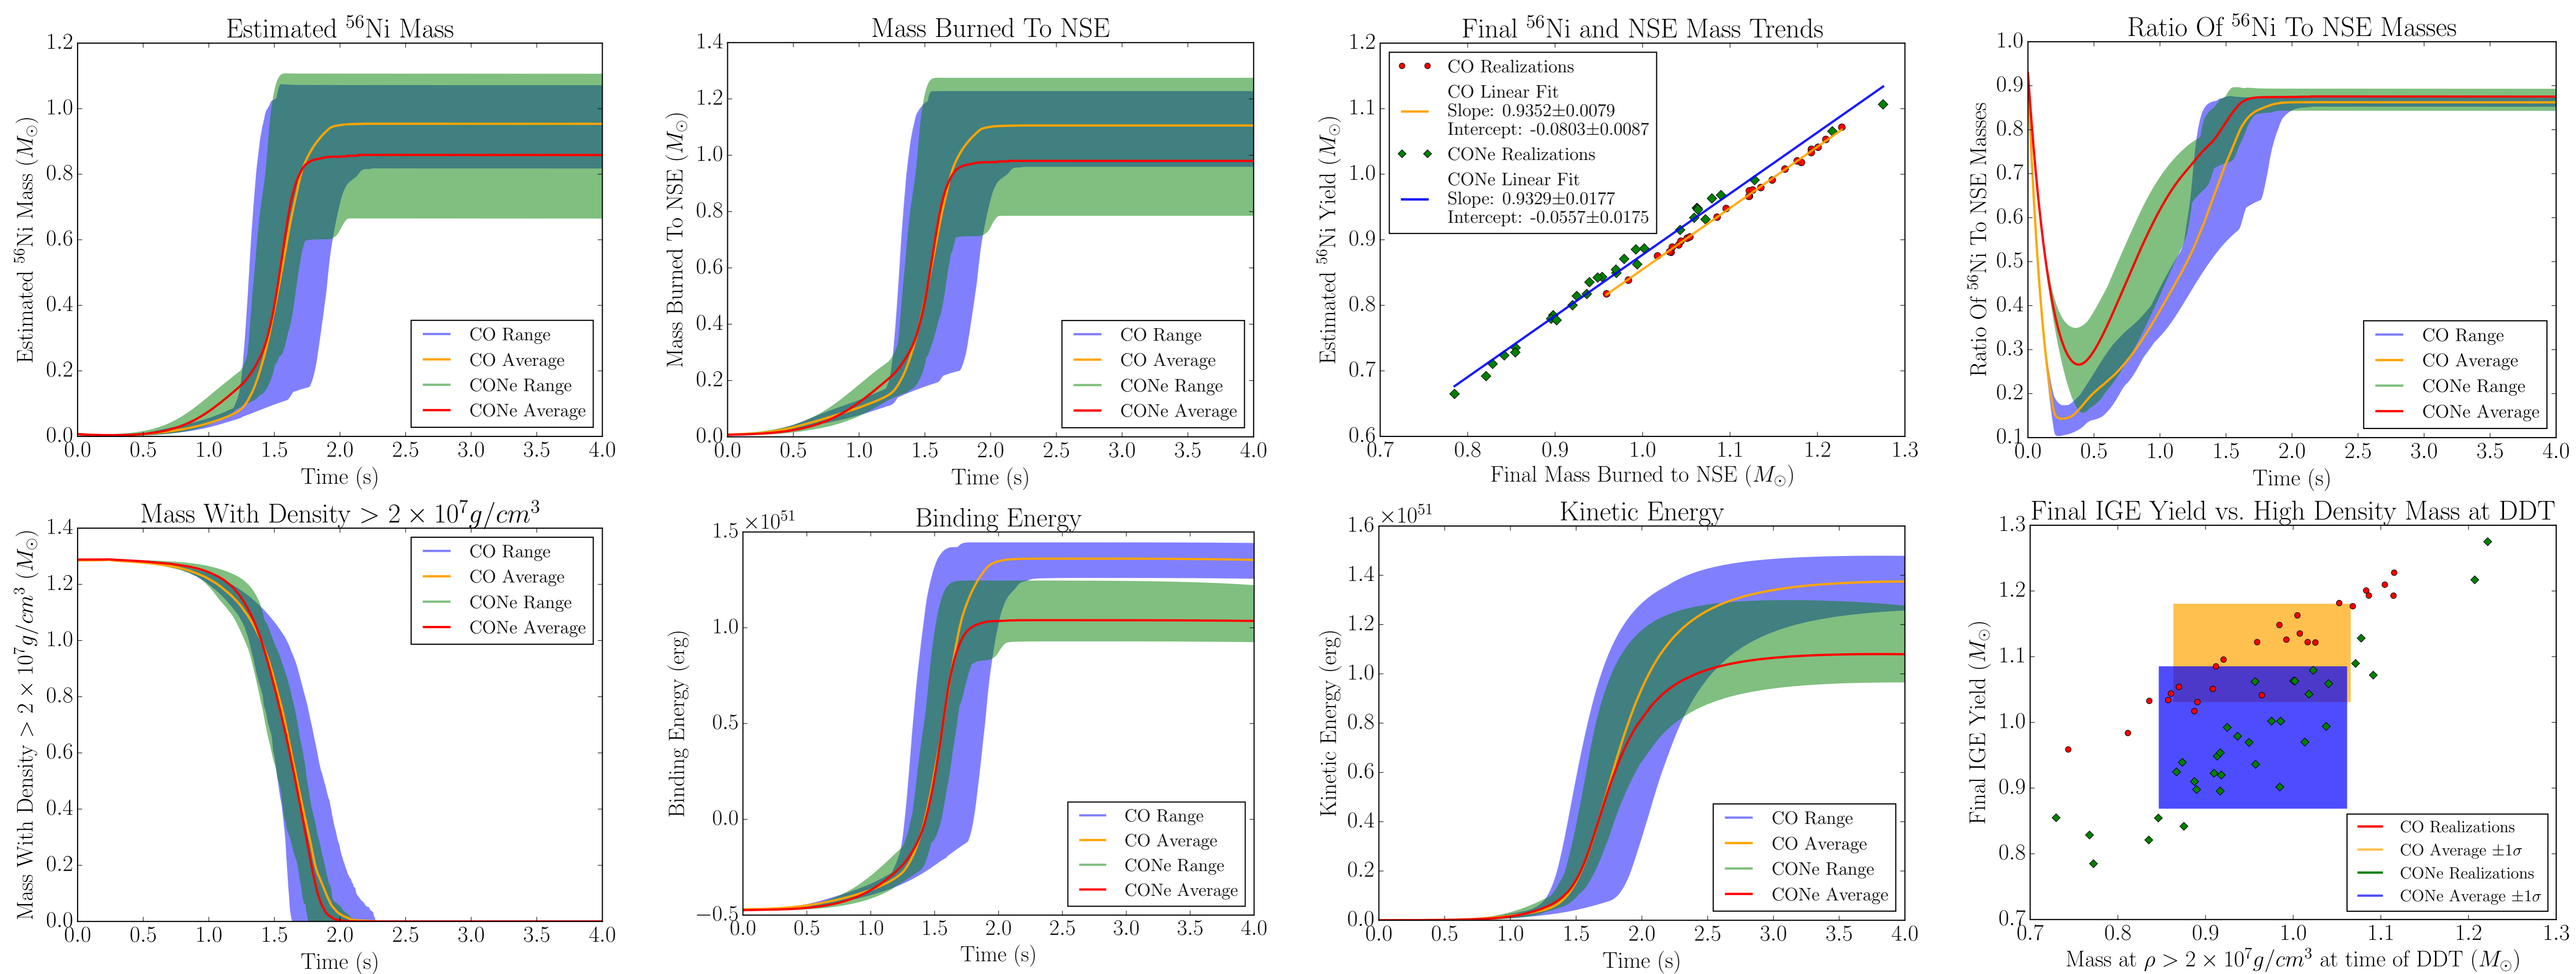 Estimated ⁵⁶Ni Mass
1.2
1.0
0.8
0.6
0.4
0.2
0.0
Estimated ⁵⁶Ni Mass (M☉)
CO Range
CO Average
CONe Range
CONe Average
0.0 0.5 1.0 1.5 2.0 2.5 3.0 3.5 4.0
Time (s)
Mass Burned To NSE
1.4
1.2
1.0
0.8
0.6
0.4
0.2
0.0
Mass Burned To NSE (M☉)
CO Range
CO Average
CONe Range
CONe Average
0.0 0.5 1.0 1.5 2.0 2.5 3.0 3.5 4.0
Time (s)
Final ⁵⁶Ni and NSE Mass Trends
1.2
1.1
1.0
0.9
0.8
0.7
0.6
Estimated ⁵⁶Ni Yield (M☉)
CO Realizations
CO Linear Fit
Slope: 0.9352±0.0079
Intercept: -0.0803±0.0087
CONe Realizations
CONe Linear Fit
Slope: 0.9329±0.0177
Intercept: -0.0557±0.0175
0.7 0.8 0.9 1.0 1.1 1.2 1.3
Final Mass Burned to NSE (M☉)
Ratio Of ⁵⁶Ni To NSE Masses
1.0
0.9
0.8
0.7
0.6
0.5
0.4
0.3
0.2
0.1
Ratio Of ⁵⁶Ni To NSE Masses
CO Range
CO Average
CONe Range
CONe Average
0.0 0.5 1.0 1.5 2.0 2.5 3.0 3.5 4.0
Time (s)
Mass With Density > 2 × 10⁷g/cm³
1.4
1.2
1.0
0.8
0.6
0.4
0.2
0.0
Mass With Density > 2 × 10⁷g/cm³ (M☉)
CO Range
CO Average
CONe Range
CONe Average
0.0 0.5 1.0 1.5 2.0 2.5 3.0 3.5 4.0
Time (s)
Binding Energy
×10⁵¹
1.5
1.0
0.5
0.0
−0.5
Binding Energy (erg)
CO Range
CO Average
CONe Range
CONe Average
0.0 0.5 1.0 1.5 2.0 2.5 3.0 3.5 4.0
Time (s)
Kinetic Energy
×10⁵¹
1.6
1.4
1.2
1.0
0.8
0.6
0.4
0.2
0.0
Kinetic Energy (erg)
CO Range
CO Average
CONe Range
CONe Average
0.0 0.5 1.0 1.5 2.0 2.5 3.0 3.5 4.0
Time (s)
Final IGE Yield vs. High Density Mass at DDT
1.3
1.2
1.1
1.0
0.9
0.8
0.7
Final IGE Yield (M☉)
CO Realizations
CO Average ±1σ
CONe Realizations
CONe Average ±1σ
0.7 0.8 0.9 1.0 1.1 1.2 1.3
Mass at ρ > 2 × 10⁷g/cm³ at time of DDT (M☉)